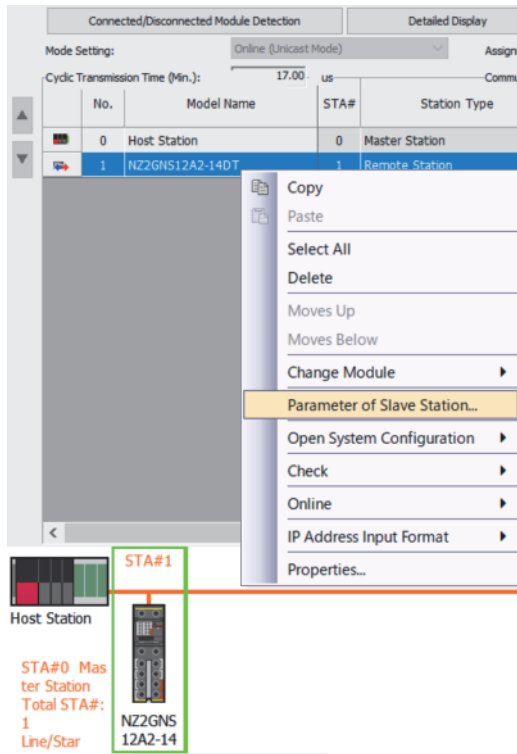 Connected/Disconnected Module Detection
Detailed Display
Mode Setting:
Online (Unicast Mode)
Assign
Cyclic Transmission Time (Min.):
17.00
us
Commu
No.
Model Name
STA#
Station Type
0
Host Station
0
Master Station
1
NZ2GNS12A2-14DT
1
Remote Station
Copy
Paste
Select All
Delete
Moves Up
Moves Below
Change Module
Parameter of Slave Station...
Open System Configuration
Check
Online
IP Address Input Format
Properties...
STA#1
Host Station
STA#0 Mas
ter Station
Total STA#:
1
Line/Star
NZ2GNS
12A2-14